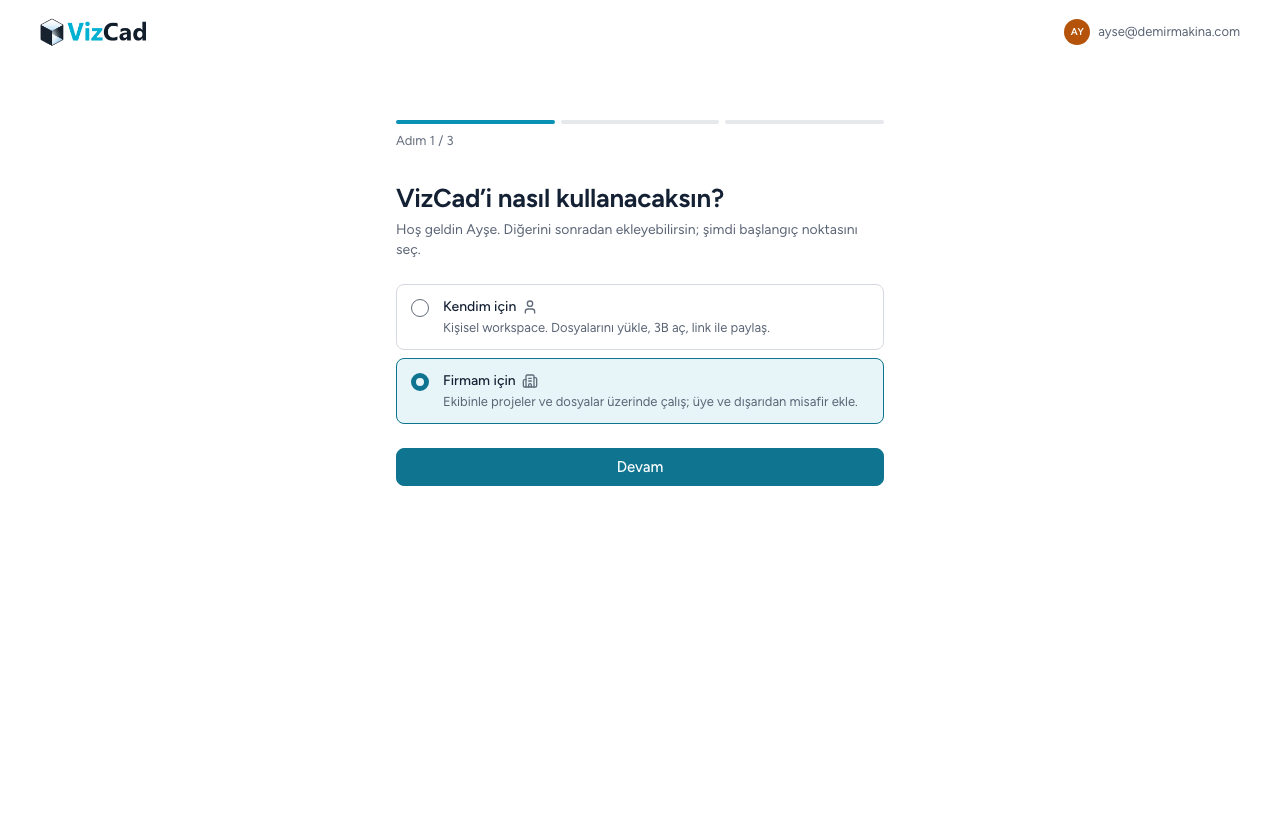 VizCad
AY
ayse@demirmakina.com
Adım 1 / 3
VizCad’i nasıl kullanacaksın?
Hoş geldin Ayşe. Diğerini sonradan ekleyebilirsin; şimdi başlangıç noktasını
seç.
Kendim için
Kişisel workspace. Dosyalarını yükle, 3B aç, link ile paylaş.
Firmam için
Ekibinle projeler ve dosyalar üzerinde çalış; üye ve dışarıdan misafir ekle.
Devam